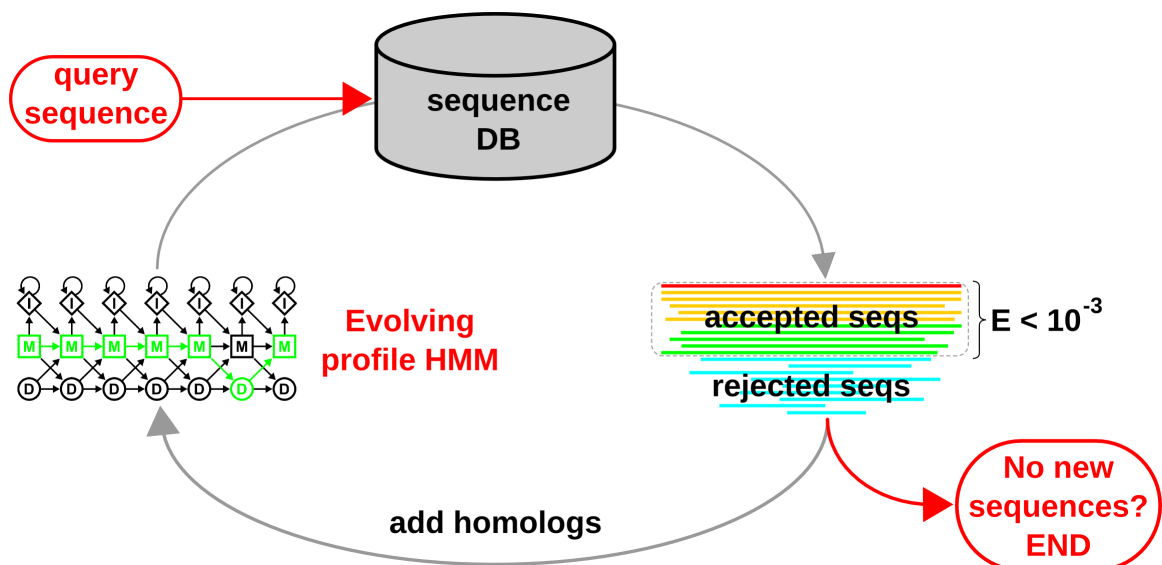 query
sequence
sequence
DB
I I I I I I I
M M M M M M M
D D D D D D D
Evolving
profile HMM
accepted seqs
E < 10^-3
rejected seqs
add homologs
No new
sequences?
END